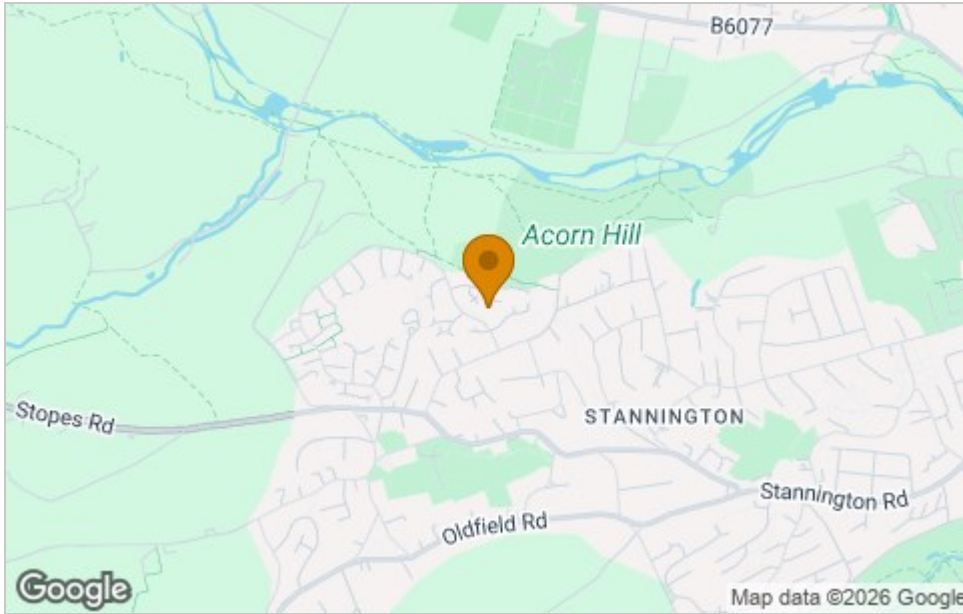 B6077
Acorn Hill
STANNINGTON
Stopes Rd
Stannington Rd
Oldfield Rd
Google
Map data ©2026 Google